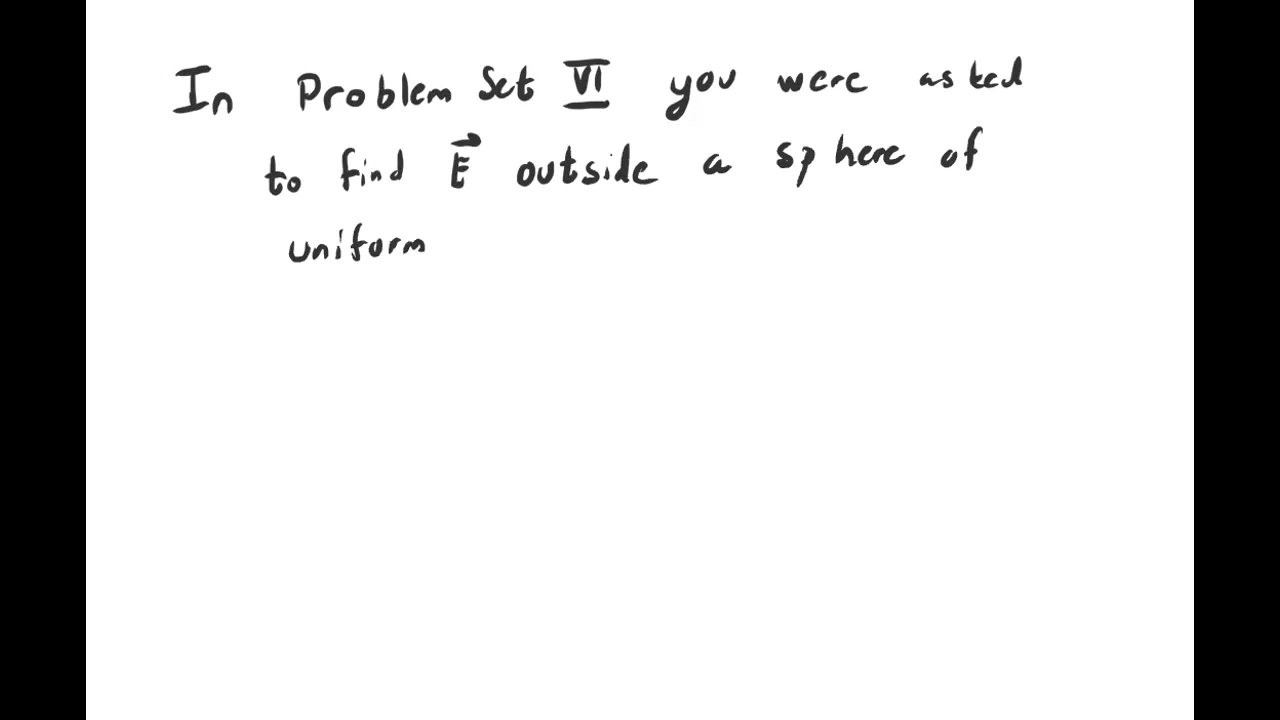 In Problem Set VI you were asked
to find E⃗ outside a sphere of
uniform